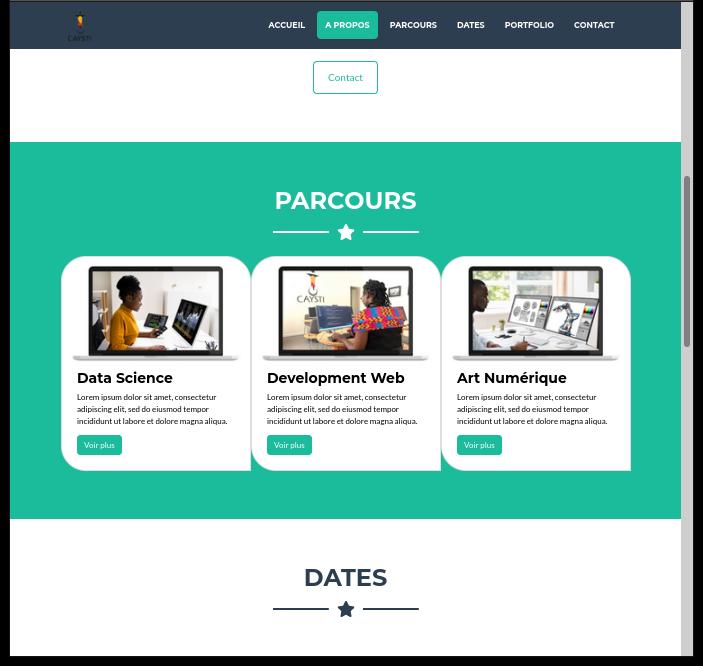 CAYSTI
ACCUEIL
A PROPOS
PARCOURS
DATES
PORTFOLIO
CONTACT
Contact
PARCOURS
CAYSTI
Data Science
Lorem ipsum dolor sit amet, consectetur
adipiscing elit, sed do eiusmod tempor
incididunt ut labore et dolore magna aliqua.
Voir plus
Development Web
Lorem ipsum dolor sit amet, consectetur
adipiscing elit, sed do eiusmod tempor
incididunt ut labore et dolore magna aliqua.
Voir plus
Art Numérique
Lorem ipsum dolor sit amet, consectetur
adipiscing elit, sed do eiusmod tempor
incididunt ut labore et dolore magna aliqua.
Voir plus
DATES